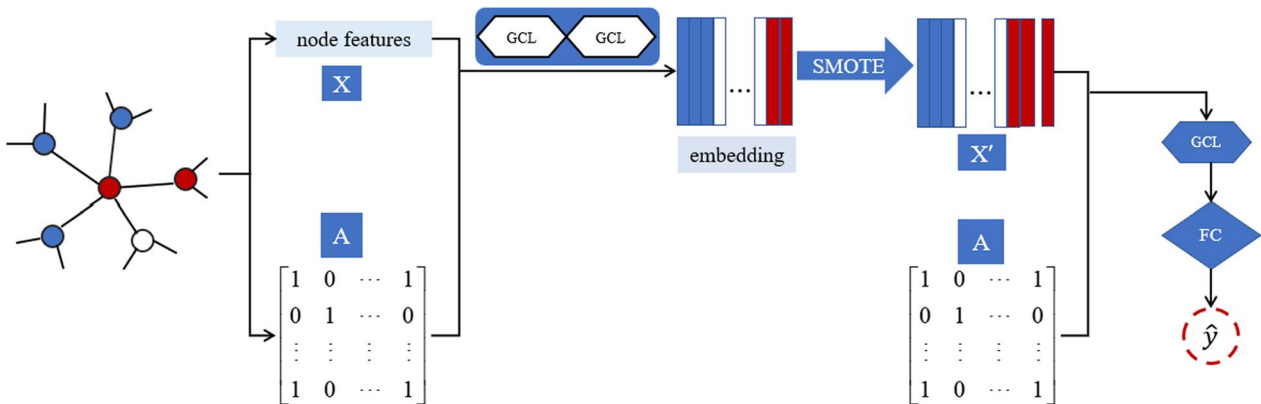 node features
X
A
1 0 ⋯ 1
0 1 ⋯ 0
⋮ ⋮ ⋮ ⋮
1 0 ⋯ 1
GCL GCL
...
embedding
SMOTE
...
X′
A
1 0 ⋯ 1
0 1 ⋯ 0
⋮ ⋮ ⋮ ⋮
1 0 ⋯ 1
GCL
FC
ŷ